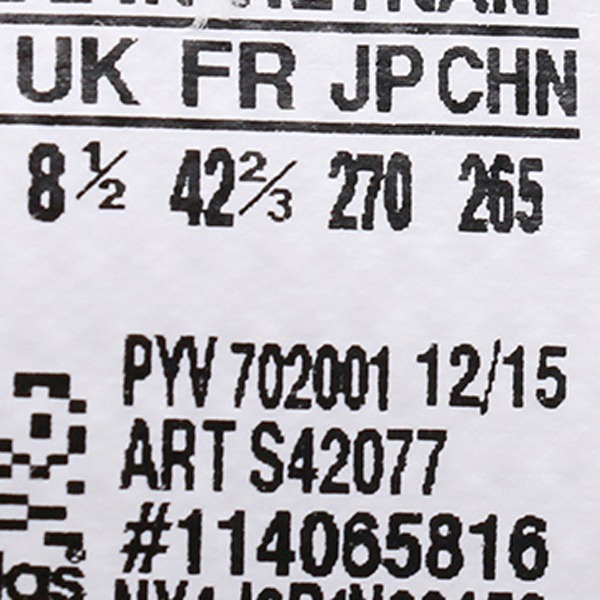 UK FR JP CHN
8½ 42⅔ 270 265
PYV 702001 12/15
ART S42077
#114065816